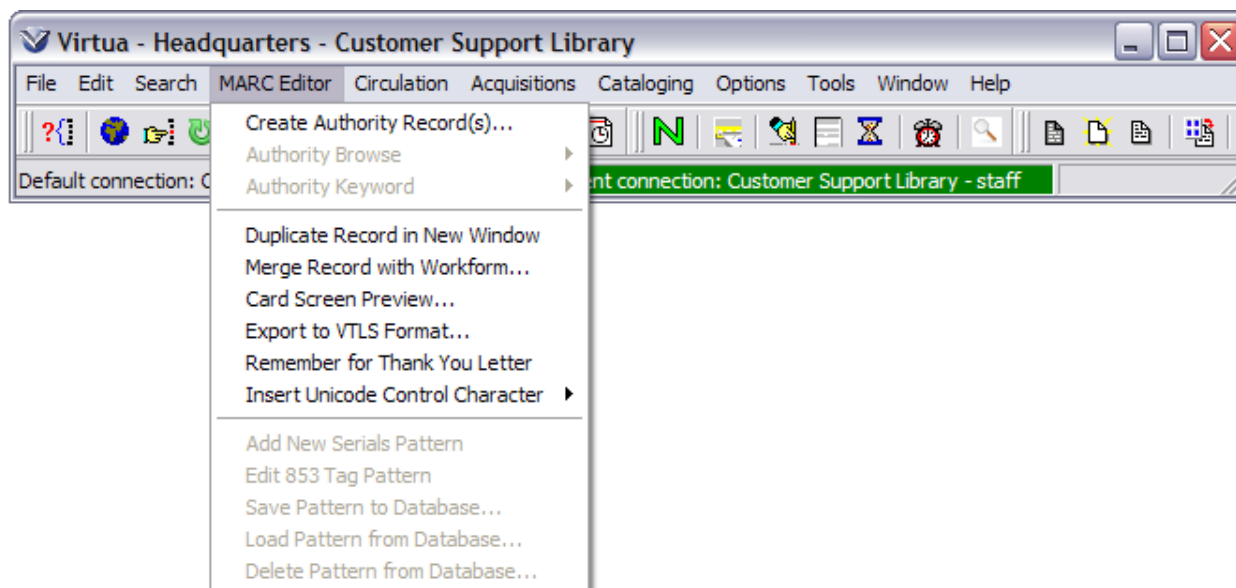 Virtua - Headquarters - Customer Support Library
File Edit Search MARC Editor Circulation Acquisitions Cataloging Options Tools Window Help
Default connection: nt connection: Customer Support Library - staff
Create Authority Record(s)...
Authority Browse
Authority Keyword
Duplicate Record in New Window
Merge Record with Workform...
Card Screen Preview...
Export to VTLS Format...
Remember for Thank You Letter
Insert Unicode Control Character
Add New Serials Pattern
Edit 853 Tag Pattern
Save Pattern to Database...
Load Pattern from Database...
Delete Pattern from Database...